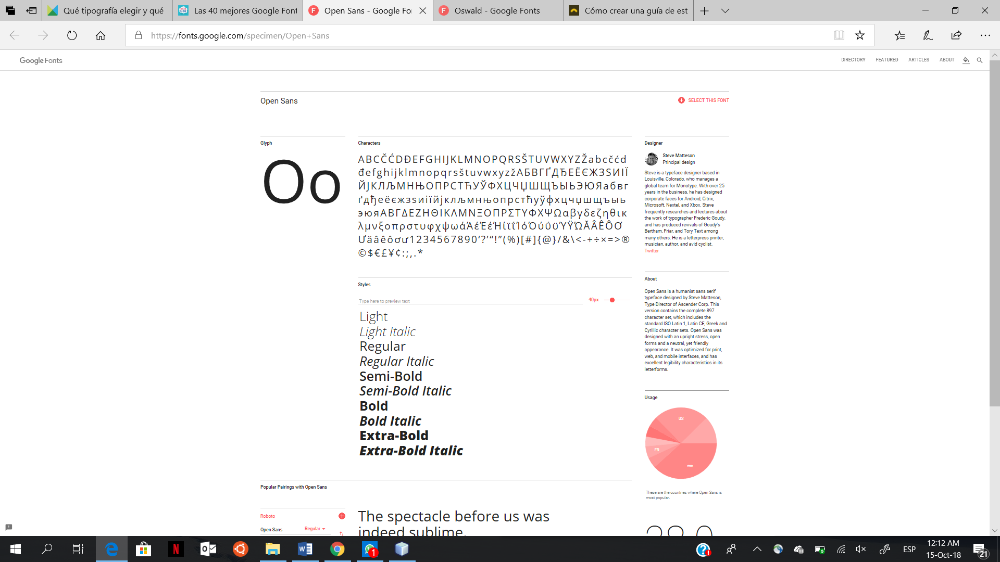 Qué tipografía elegir y qué
Las 40 mejores Google Font
Open Sans - Google Fo
Oswald - Google Fonts
Cómo crear una guía de est
https://fonts.google.com/specimen/Open+Sans
Google Fonts
DIRECTORY
FEATURED
ARTICLES
ABOUT
Open Sans
SELECT THIS FONT
Glyph
Oo
Characters
ABCČĆDĐEFGHIJKLMNOPQRSŠTUVWXYZŽabcčćd
đefghijklmnopqrsštuvwxyzžАБВГҐДЂЕЁЄЖЗЅИІЇ
ЙЈКЛЉМНЊОПРСТЋУЎФХЦЧЏШЩЪЫЬЭЮЯабвг
ґдђеёєжзѕиіїйјклљмнњопрстћуўфхцчџшщъыь
эюяΑΒΓΔΕΖΗΘΙΚΛΜΝΞΟΠΡΣΤΥΦΧΨΩαβγδεζηθικ
λμνξοπρστυφχψωάΆέΈέΉίϊΐΊόΌύΰϋΎΫΏĂÂÊÔƠ
Ưăâêôơư1234567890‘?’“!”(%)[#]{@}/&\<-+÷×=>®
©$€£¥¢:;,.*
Designer
Steve Matteson
Principal design
Steve is a typeface designer based in
Louisville, Colorado, who manages a
global team for Monotype. With over 25
years in the business, he has designed
corporate faces for Android, Citrix,
Microsoft, Nextel, and Xbox. Steve
frequently researches and lectures about
the work of typographer Frederic Goudy,
and has produced revivals of Goudy's
Bertham, Friar, and Tory Text among
many others. He is a letterpress printer,
musician, author, and avid cyclist.
Twitter
Styles
Type here to preview text
40px
Light
Light Italic
Regular
Regular Italic
Semi-Bold
Semi-Bold Italic
Bold
Bold Italic
Extra-Bold
Extra-Bold Italic
About
Open Sans is a humanist sans serif
typeface designed by Steve Matteson,
Type Director of Ascender Corp. This
version contains the complete 897
character set, which includes the
standard ISO Latin 1, Latin CE, Greek and
Cyrillic character sets. Open Sans was
designed with an upright stress, open
forms and a neutral, yet friendly
appearance. It was optimized for print,
web, and mobile interfaces, and has
excellent legibility characteristics in its
letterforms.
Usage
US
FR
***
These are the countries where Open Sans is
most popular.
Popular Pairings with Open Sans
Roboto
Open Sans
Regular
The spectacle before us was
indeed sublime.
ESP
12:12 AM
15-Oct-18
21
1